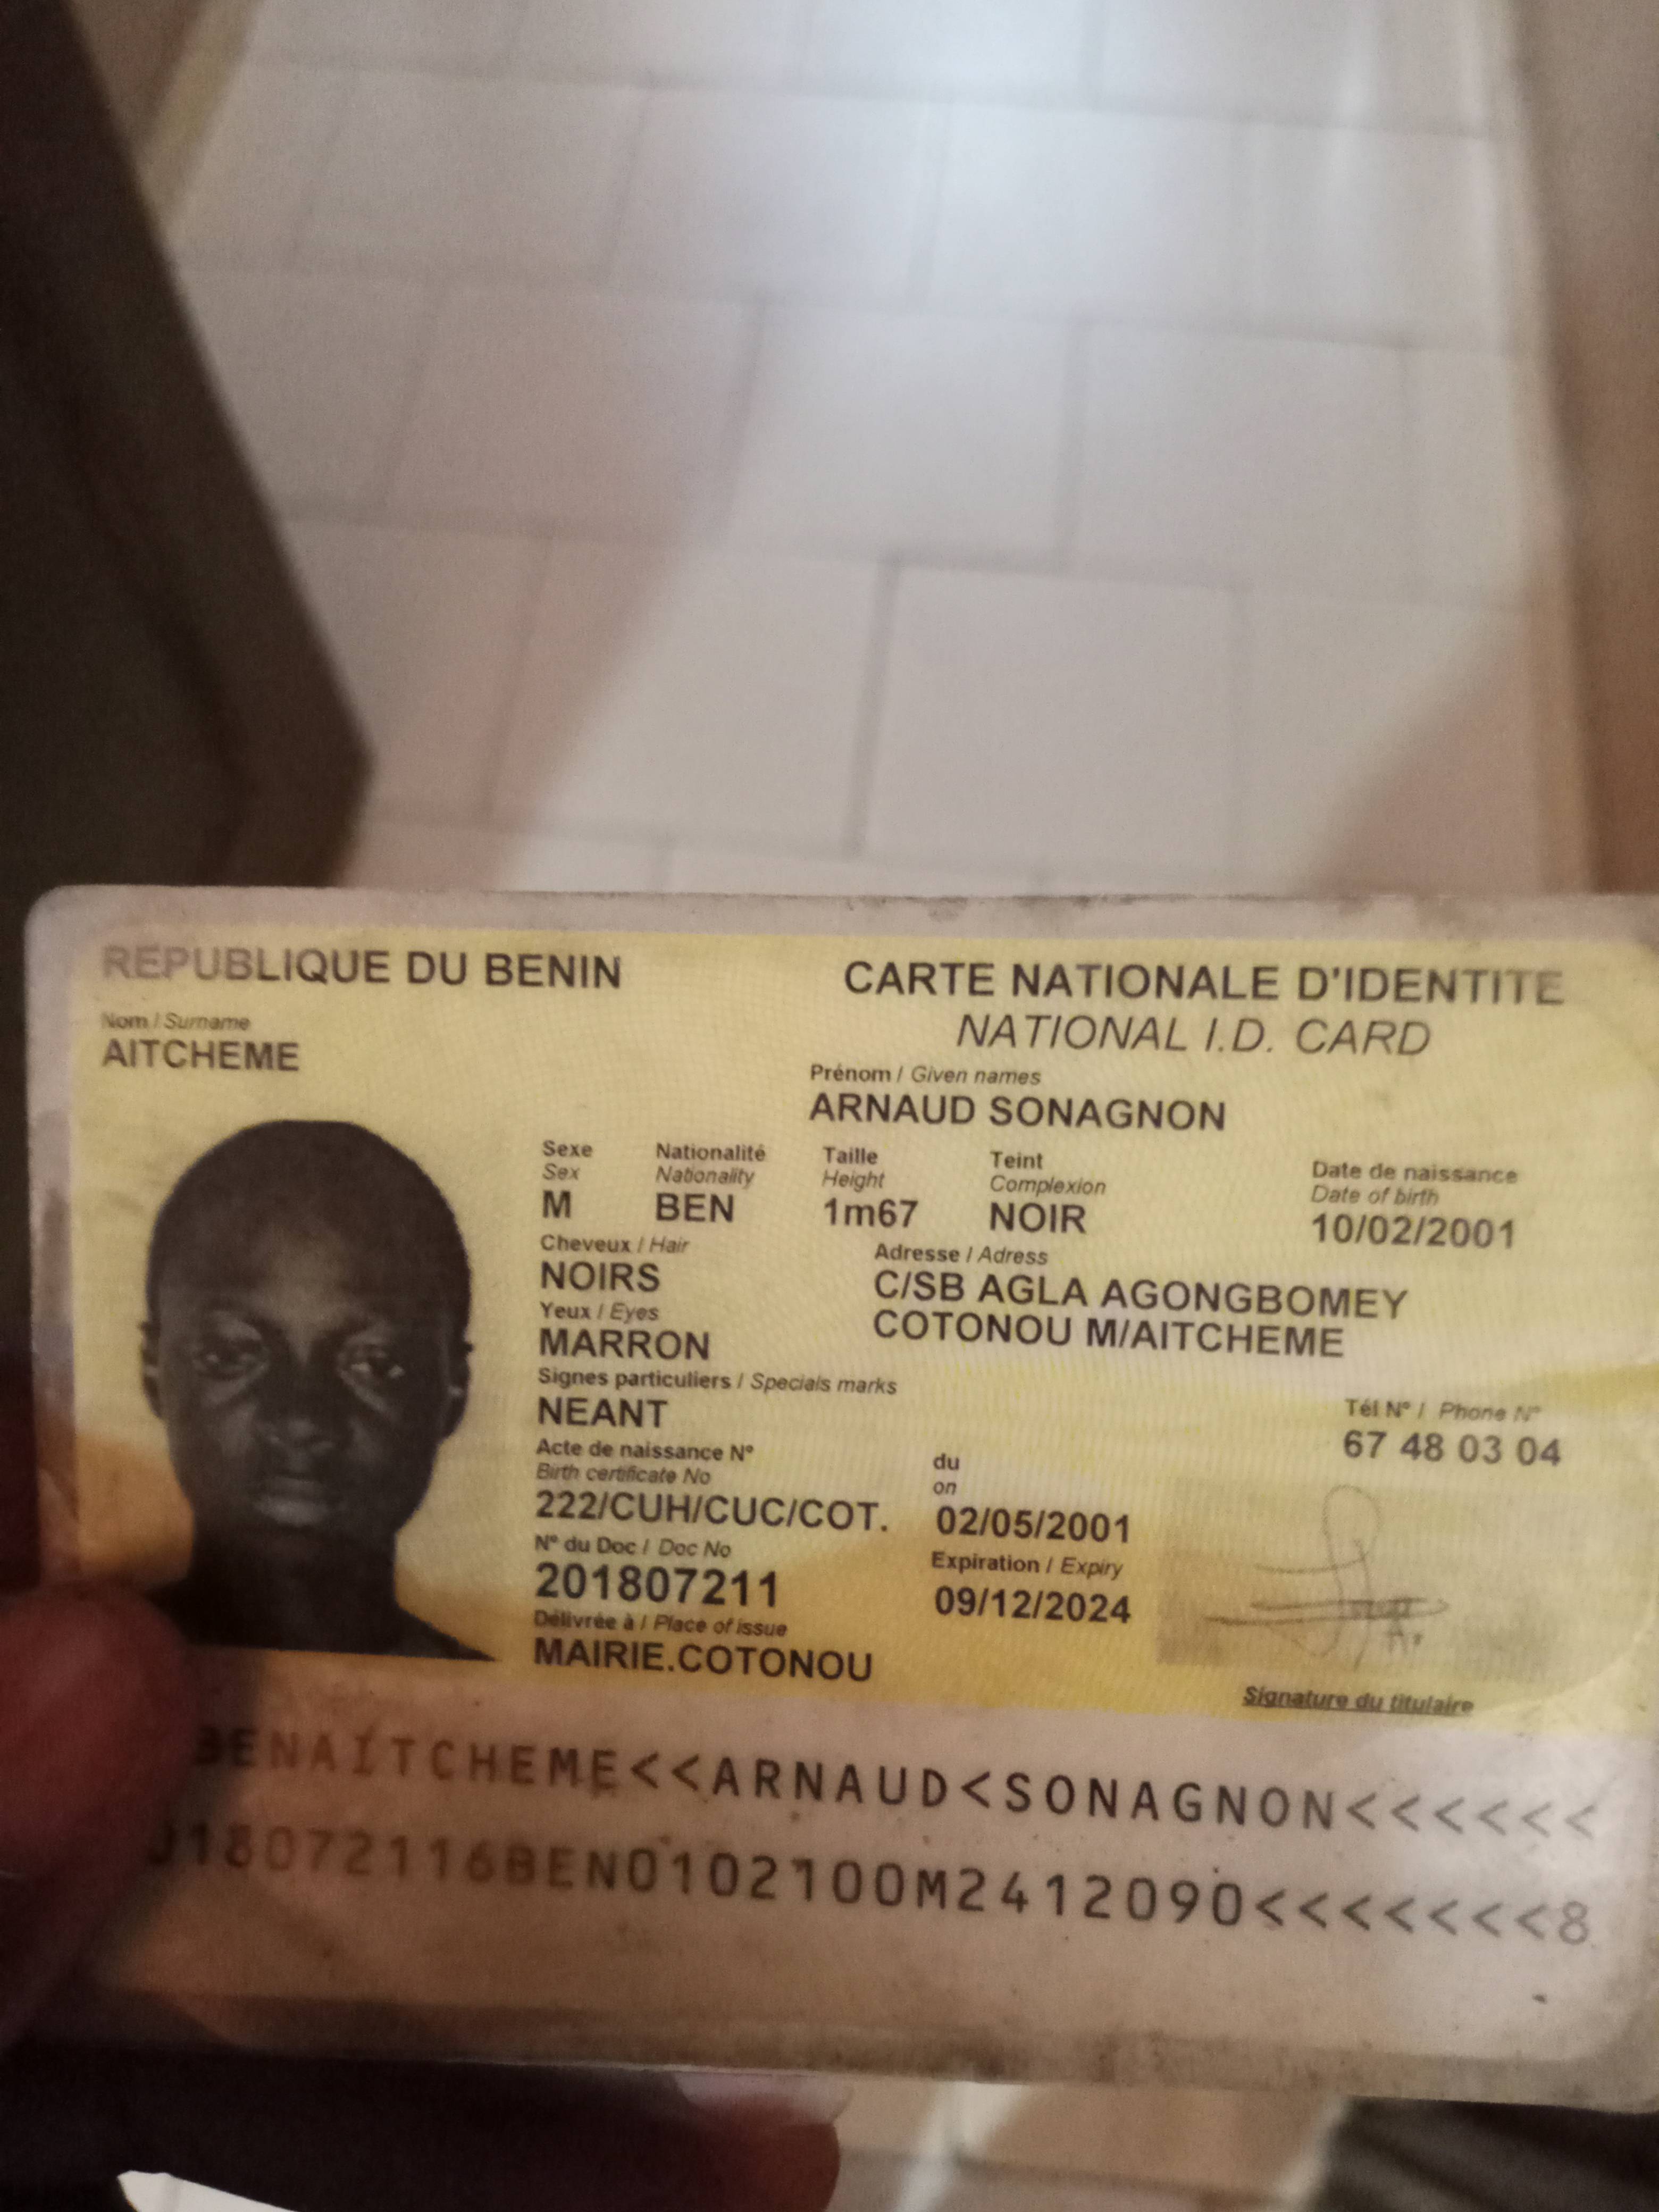 REPUBLIQUE DU BENIN
CARTE NATIONALE D'IDENTITE
NATIONAL I.D. CARD
Nom / Surname
AITCHEME
Prénom / Given names
ARNAUD SONAGNON
Sexe Nationalité Taille Teint Date de naissance
Sex Nationality Height Complexion Date of birth
M BEN 1m67 NOIR 10/02/2001
Cheveux / Hair Adresse / Adress
NOIRS C/SB AGLA AGONGBOMEY
Yeux / Eyes COTONOU M/AITCHEME
MARRON
Signes particuliers / Specials marks
NEANT
Tél N° / Phone N°
67 48 03 04
Acte de naissance N° du
Birth certificate No on
222/CUH/CUC/COT. 02/05/2001
N° du Doc / Doc No Expiration / Expiry
201807211 09/12/2024
Délivrée à / Place of issue
MAIRIE.COTONOU
Signature du titulaire
BENAITCHEME<<ARNAUD<SONAGNON<<<<<<
18072116BEN0102100M2412090<<<<<<<8